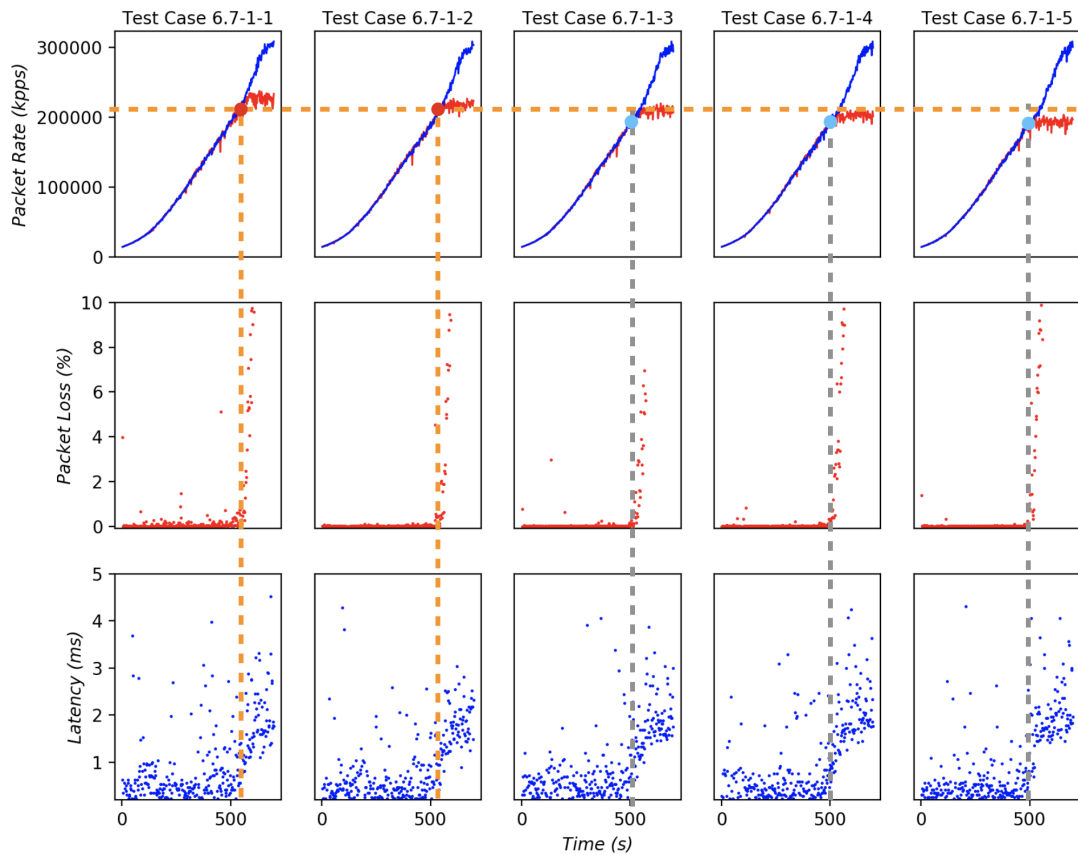 Test Case 6.7-1-1 Test Case 6.7-1-2 Test Case 6.7-1-3 Test Case 6.7-1-4 Test Case 6.7-1-5
Packet Rate (kpps)
300000
200000
100000
0
Packet Loss (%)
10
8
6
4
2
0
Latency (ms)
5
4
3
2
1
0 500 0 500 0 500 0 500 0 500
Time (s)